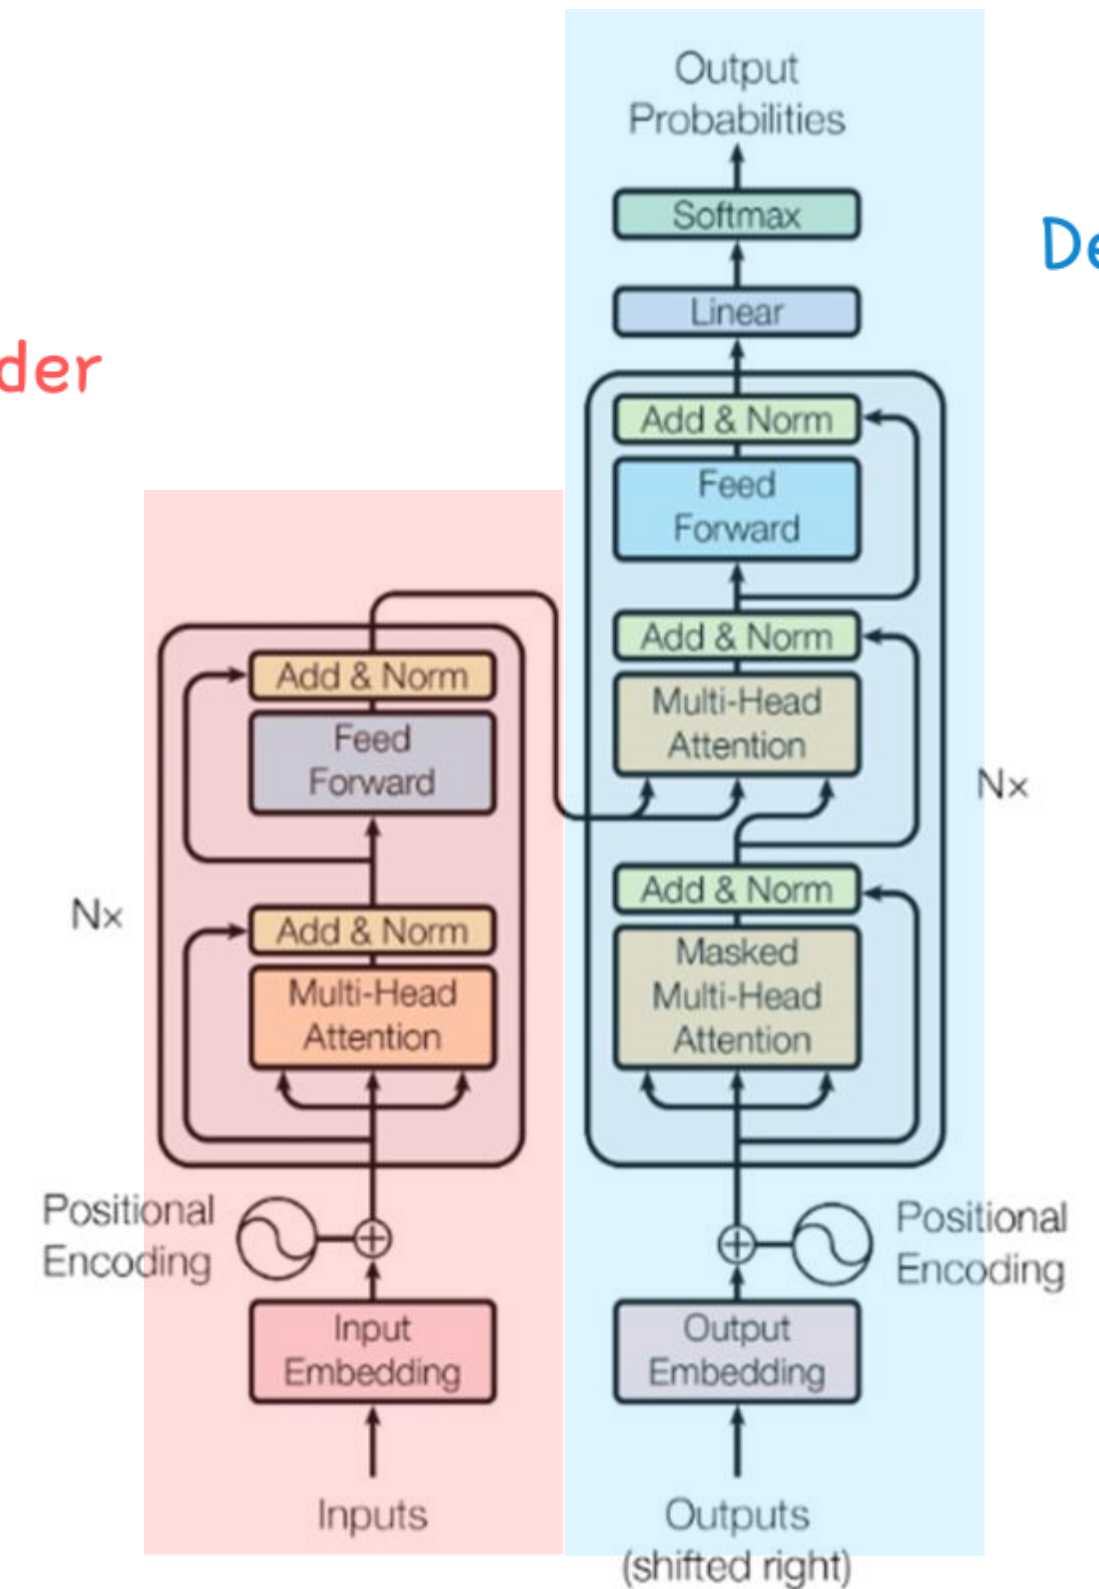 Output
Probabilities
Softmax
De
Linear
der
Add & Norm
Feed
Forward
Add & Norm
Multi-Head
Attention
Nx
Add & Norm
Masked
Multi-Head
Attention
Add & Norm
Feed
Forward
Nx
Add & Norm
Multi-Head
Attention
Positional
Encoding
Positional
Encoding
Input
Embedding
Output
Embedding
Inputs
Outputs
(shifted right)